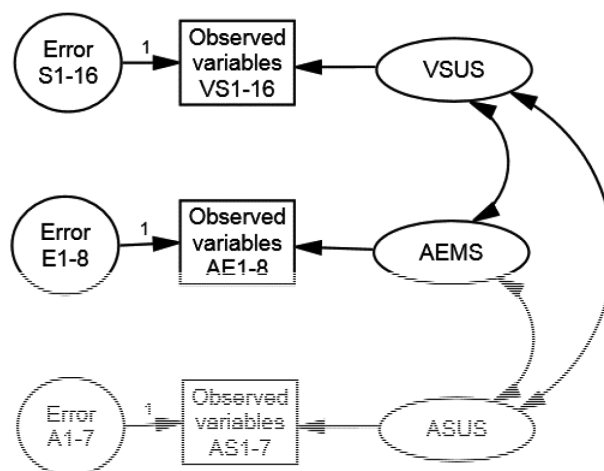 Error
S1-16
1
Observed
variables
VS1-16
VSUS
Error
E1-8
1
Observed
variables
AE1-8
AEMS
Error
A1-7
1
Observed
variables
AS1-7
ASUS